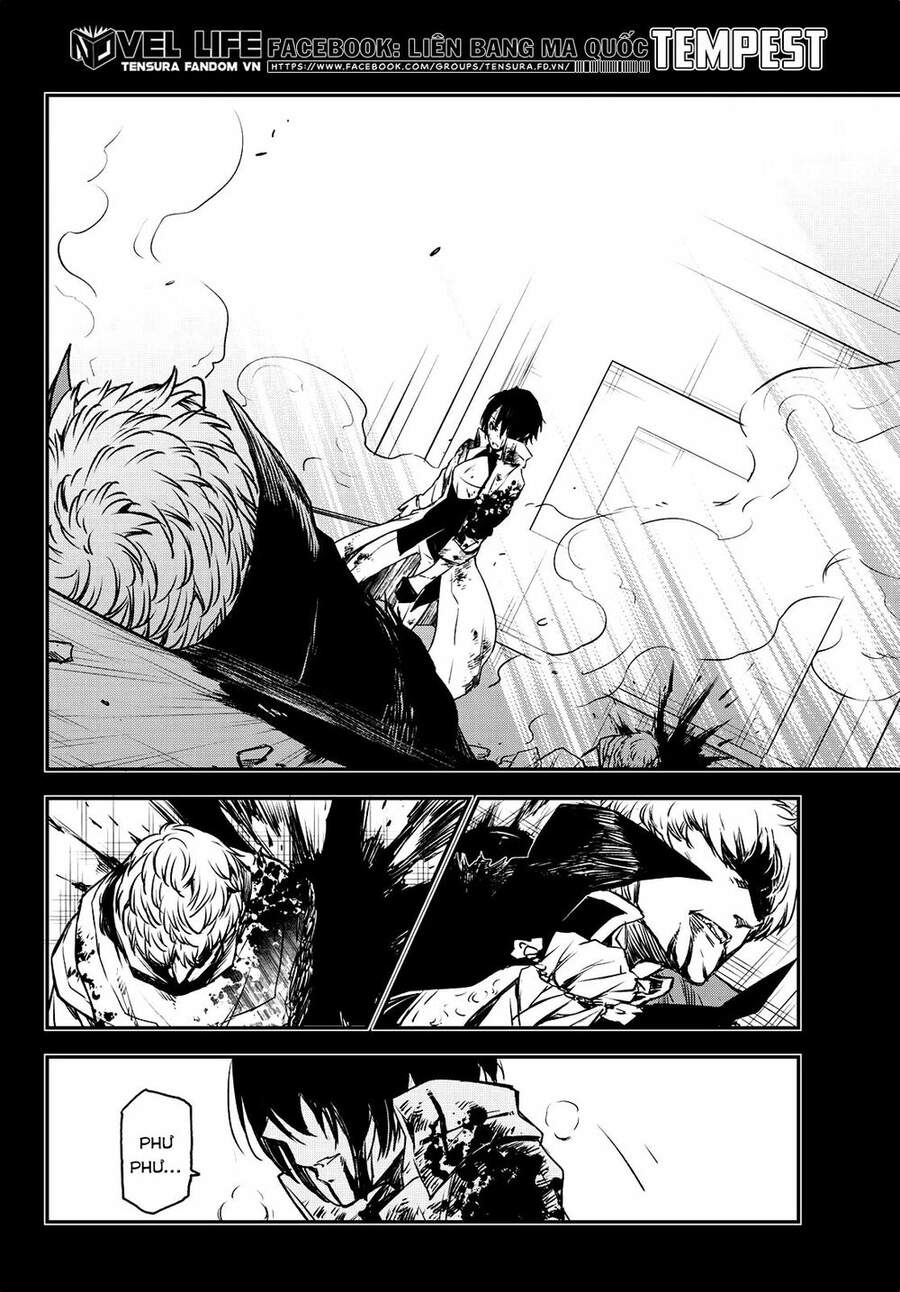 NOVEL LIFE
TENSURA FANDOM VN
FACEBOOK: LIÊN BANG MA QUỐC
HTTPS://WWW.FACEBOOK.COM/GROUPS/TENSURA.FD.VN/
TEMPEST
PHƯ
PHƯ...